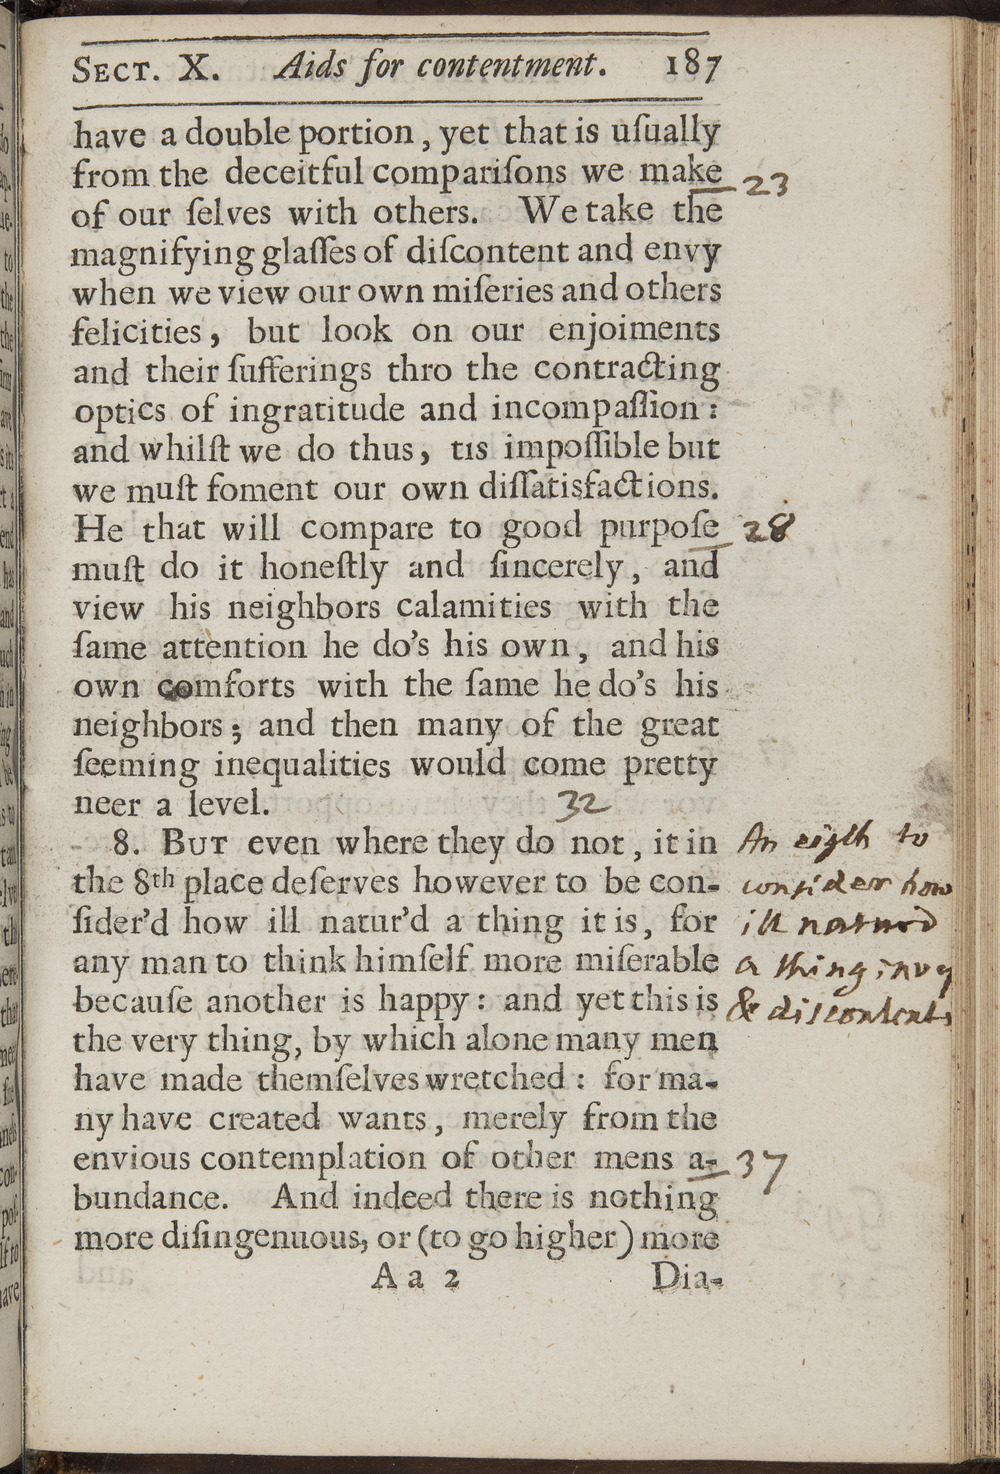 SECT. X. Aids for contentment. 187
have a double portion, yet that is uſually
from the deceitful compariſons we make 23
of our ſelves with others. We take the
magnifying glaſſes of diſcontent and envy
when we view our own miſeries and others
felicities, but look on our enjoiments
and their ſufferings thro the contracting
optics of ingratitude and incompaſſion:
and whilſt we do thus, tis impoſſible but
we muſt foment our own diſſatisfactions.
He that will compare to good purpoſe 28
muſt do it honeſtly and ſincerely, and
view his neighbors calamities with the
ſame attention he do's his own, and his
own comforts with the ſame he do's his
neighbors; and then many of the great
ſeeming inequalities would come pretty
neer a level. 32
8. BUT even where they do not, it in
the 8th place deſerves however to be con-
ſider'd how ill natur'd a thing it is, for
any man to think himſelf more miſerable
becauſe another is happy: and yet this is
the very thing, by which alone many men
have made themſelves wretched: for ma-
ny have created wants, merely from the
envious contemplation of other mens a- 37
bundance. And indeed there is nothing
more diſingenuous, or (to go higher) more
A a 2 Dia-
An eigth to
conſider how
ill naturd
a thing invy
& diſcontent